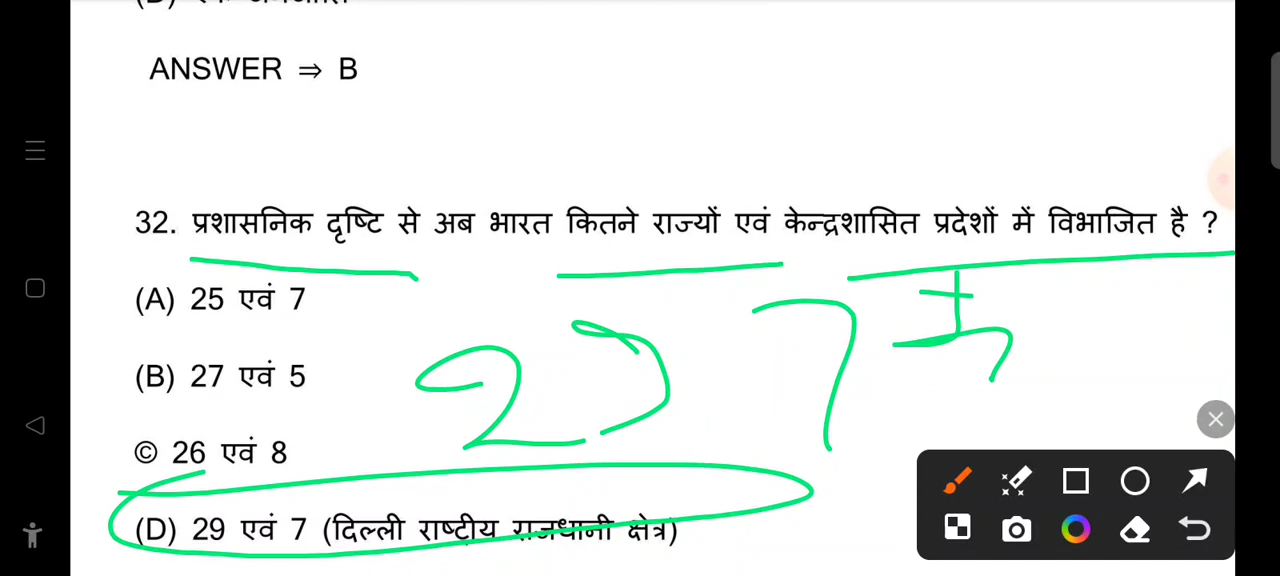 ANSWER ⇒ B
32. प्रशासनिक दृष्टि से अब भारत कितने राज्यों एवं केन्द्रशासित प्रदेशों में विभाजित है ?
(A) 25 एवं 7
(B) 27 एवं 5
© 26 एवं 8
(D) 29 एवं 7 (दिल्ली राष्टीय राजधानी क्षेत्र)